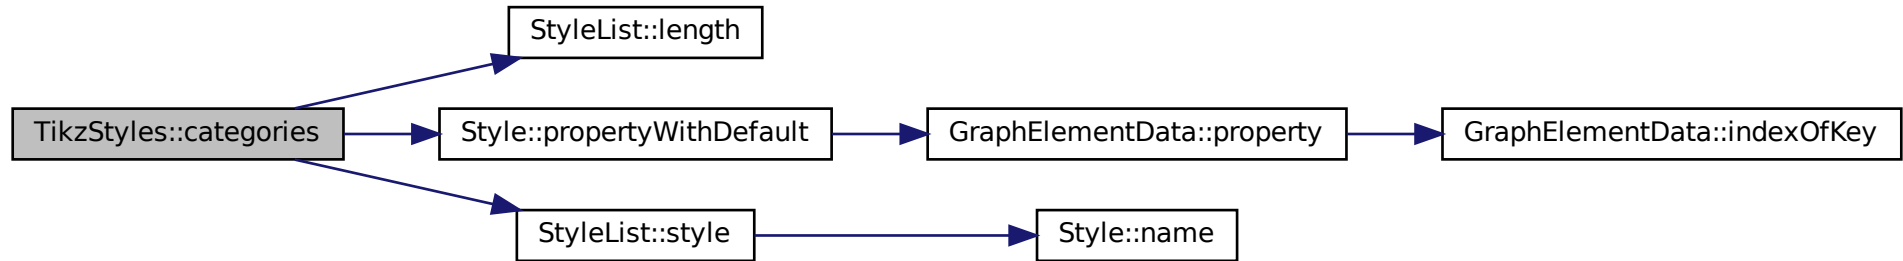 StyleList::length
TikzStyles::categories
Style::propertyWithDefault
GraphElementData::property
GraphElementData::indexOfKey
StyleList::style
Style::name